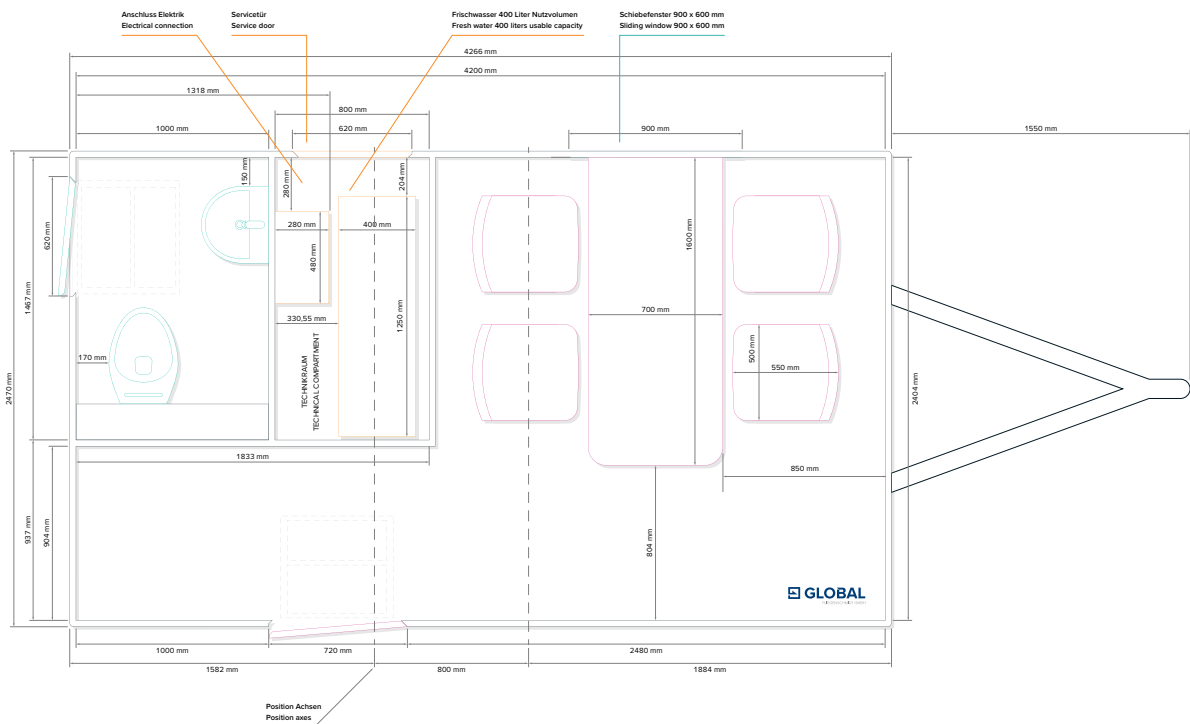 Anschluss Elektrik
Electrical connection
Servicetür
Service door
Frischwasser 400 Liter Nutzvolumen
Fresh water 400 liters usable capacity
Schiebefenster 900 x 600 mm
Sliding window 900 x 600 mm
4266 mm
4200 mm
1318 mm
800 mm
1000 mm
620 mm
900 mm
1550 mm
150 mm
280 mm
204 mm
620 mm
280 mm
400 mm
480 mm
1600 mm
2470 mm
1467 mm
330,55 mm
1250 mm
700 mm
170 mm
TECHNIKRAUM
TECHNICAL COMPARTMENT
500 mm
550 mm
2404 mm
1833 mm
850 mm
937 mm
904 mm
804 mm
GLOBAL
1000 mm
720 mm
2480 mm
1582 mm
800 mm
1884 mm
Position Achsen
Position axes